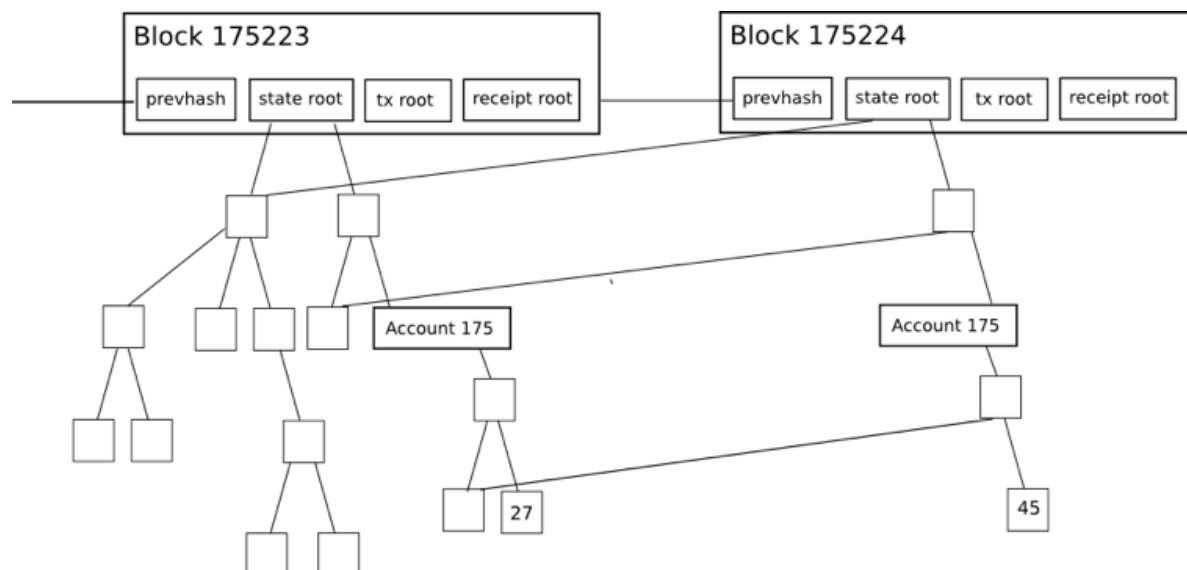 Block 175223
prevhash
state root
tx root
receipt root
Block 175224
prevhash
state root
tx root
receipt root
Account 175
27
Account 175
45